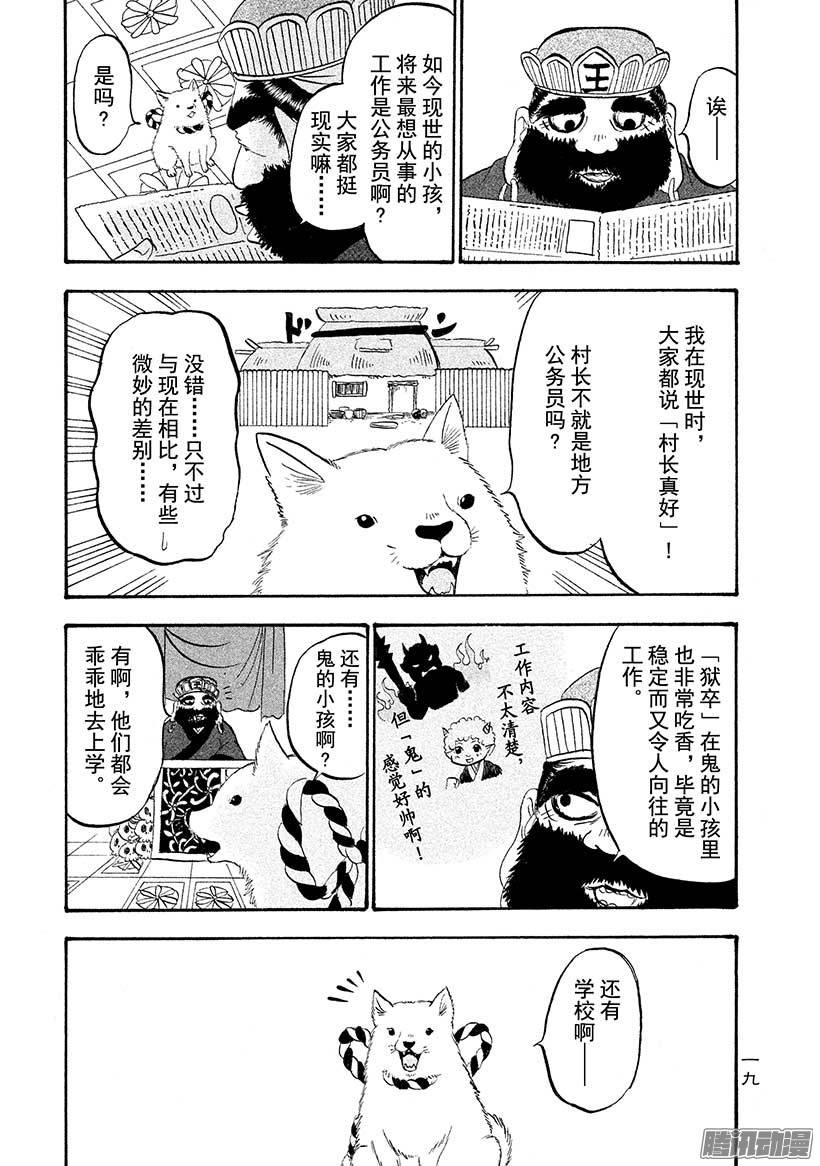 诶——
王
如今现世的小孩，
将来最想从事的
工作是公务员啊？
大家都挺
现实嘛……
是吗？
我在现世时，
大家都说「村长真好」！
村长不就是地方
公务员吗？
ドーン
没错……只不过
与现在相比，有些
微妙的差别……
「狱卒」在鬼的小孩里
也非常吃香，毕竟是
稳定而又令人向往的
工作。
工作内容
不太清楚，
但「鬼」的
感觉好帅啊！
还有……
鬼的小孩啊？
有啊，他们都会
乖乖地去上学。
还有
学校啊——
一九
腾讯动漫